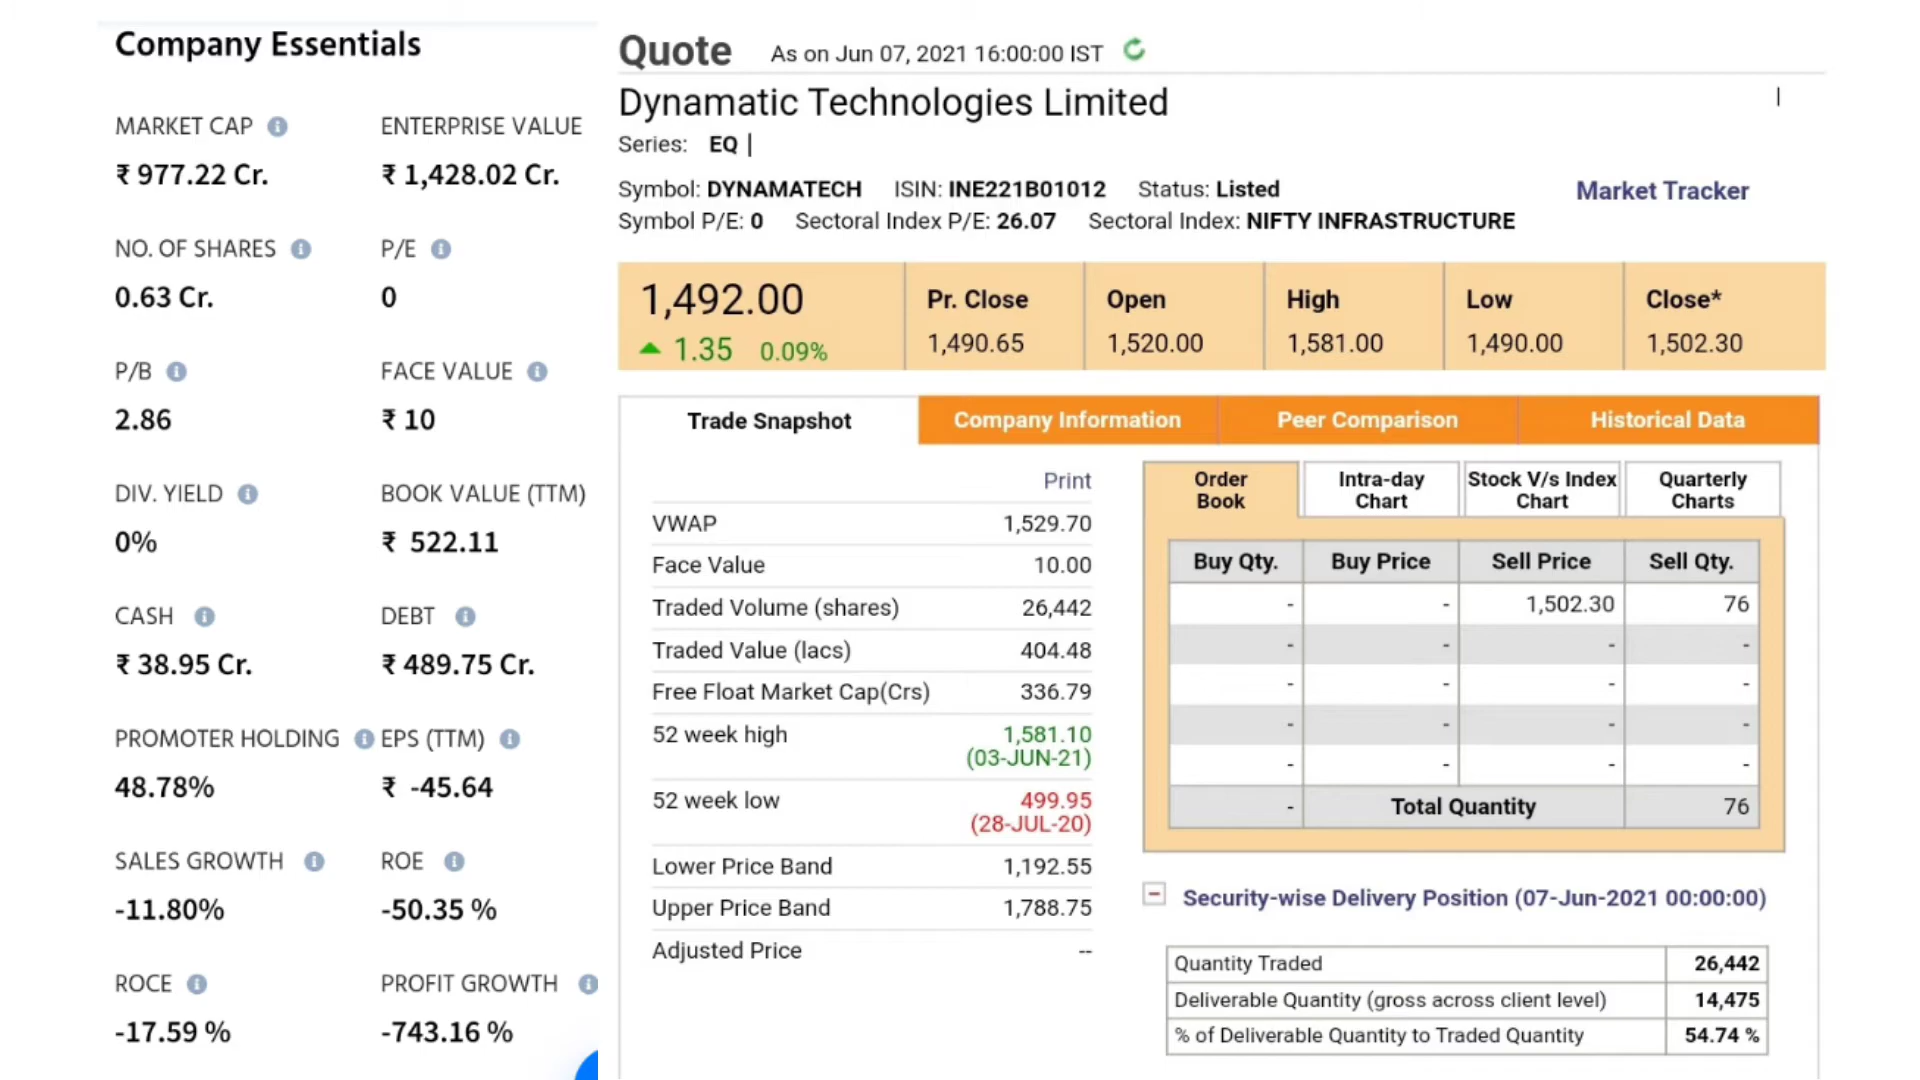 Company Essentials
MARKET CAP ENTERPRISE VALUE
₹ 977.22 Cr. ₹ 1,428.02 Cr.
NO. OF SHARES P/E
0.63 Cr. 0
P/B FACE VALUE
2.86 ₹ 10
DIV. YIELD BOOK VALUE (TTM)
0% ₹ 522.11
CASH DEBT
₹ 38.95 Cr. ₹ 489.75 Cr.
PROMOTER HOLDING EPS (TTM)
48.78% ₹ -45.64
SALES GROWTH ROE
-11.80% -50.35 %
ROCE PROFIT GROWTH
-17.59 % -743.16 %
Quote As on Jun 07, 2021 16:00:00 IST
Dynamatic Technologies Limited |
Series: EQ |
Symbol: DYNAMATECH ISIN: INE221B01012 Status: Listed Market Tracker
Symbol P/E: 0 Sectoral Index P/E: 26.07 Sectoral Index: NIFTY INFRASTRUCTURE
1,492.00 Pr. Close Open High Low Close*
1.35 0.09% 1,490.65 1,520.00 1,581.00 1,490.00 1,502.30
Trade Snapshot Company Information Peer Comparison Historical Data
Print
VWAP 1,529.70
Face Value 10.00
Traded Volume (shares) 26,442
Traded Value (lacs) 404.48
Free Float Market Cap(Crs) 336.79
52 week high 1,581.10
(03-JUN-21)
52 week low 499.95
(28-JUL-20)
Lower Price Band 1,192.55
Upper Price Band 1,788.75
Adjusted Price --
Order Intra-day Stock V/s Index Quarterly
Book Chart Chart Charts
Buy Qty. Buy Price Sell Price Sell Qty.
- - 1,502.30 76
- - - -
- - - -
- - - -
- - - -
- Total Quantity 76
Security-wise Delivery Position (07-Jun-2021 00:00:00)
Quantity Traded 26,442
Deliverable Quantity (gross across client level) 14,475
% of Deliverable Quantity to Traded Quantity 54.74 %